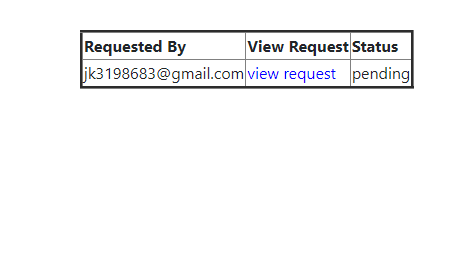 Requested By View Request Status
jk3198683@gmail.com view request pending